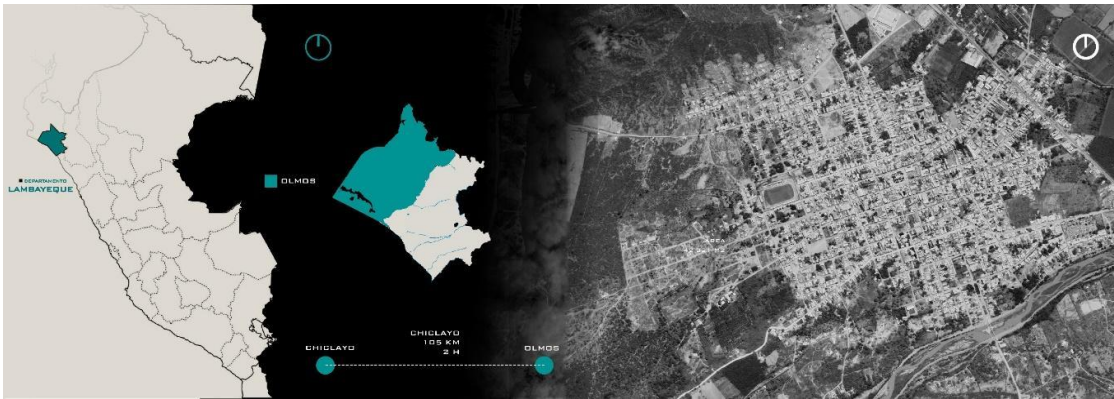 DEPARTAMENTO
LAMBAYEQUE
OLMOS
CHICLAYO
105 KM
2 H
CHICLAYO
OLMOS